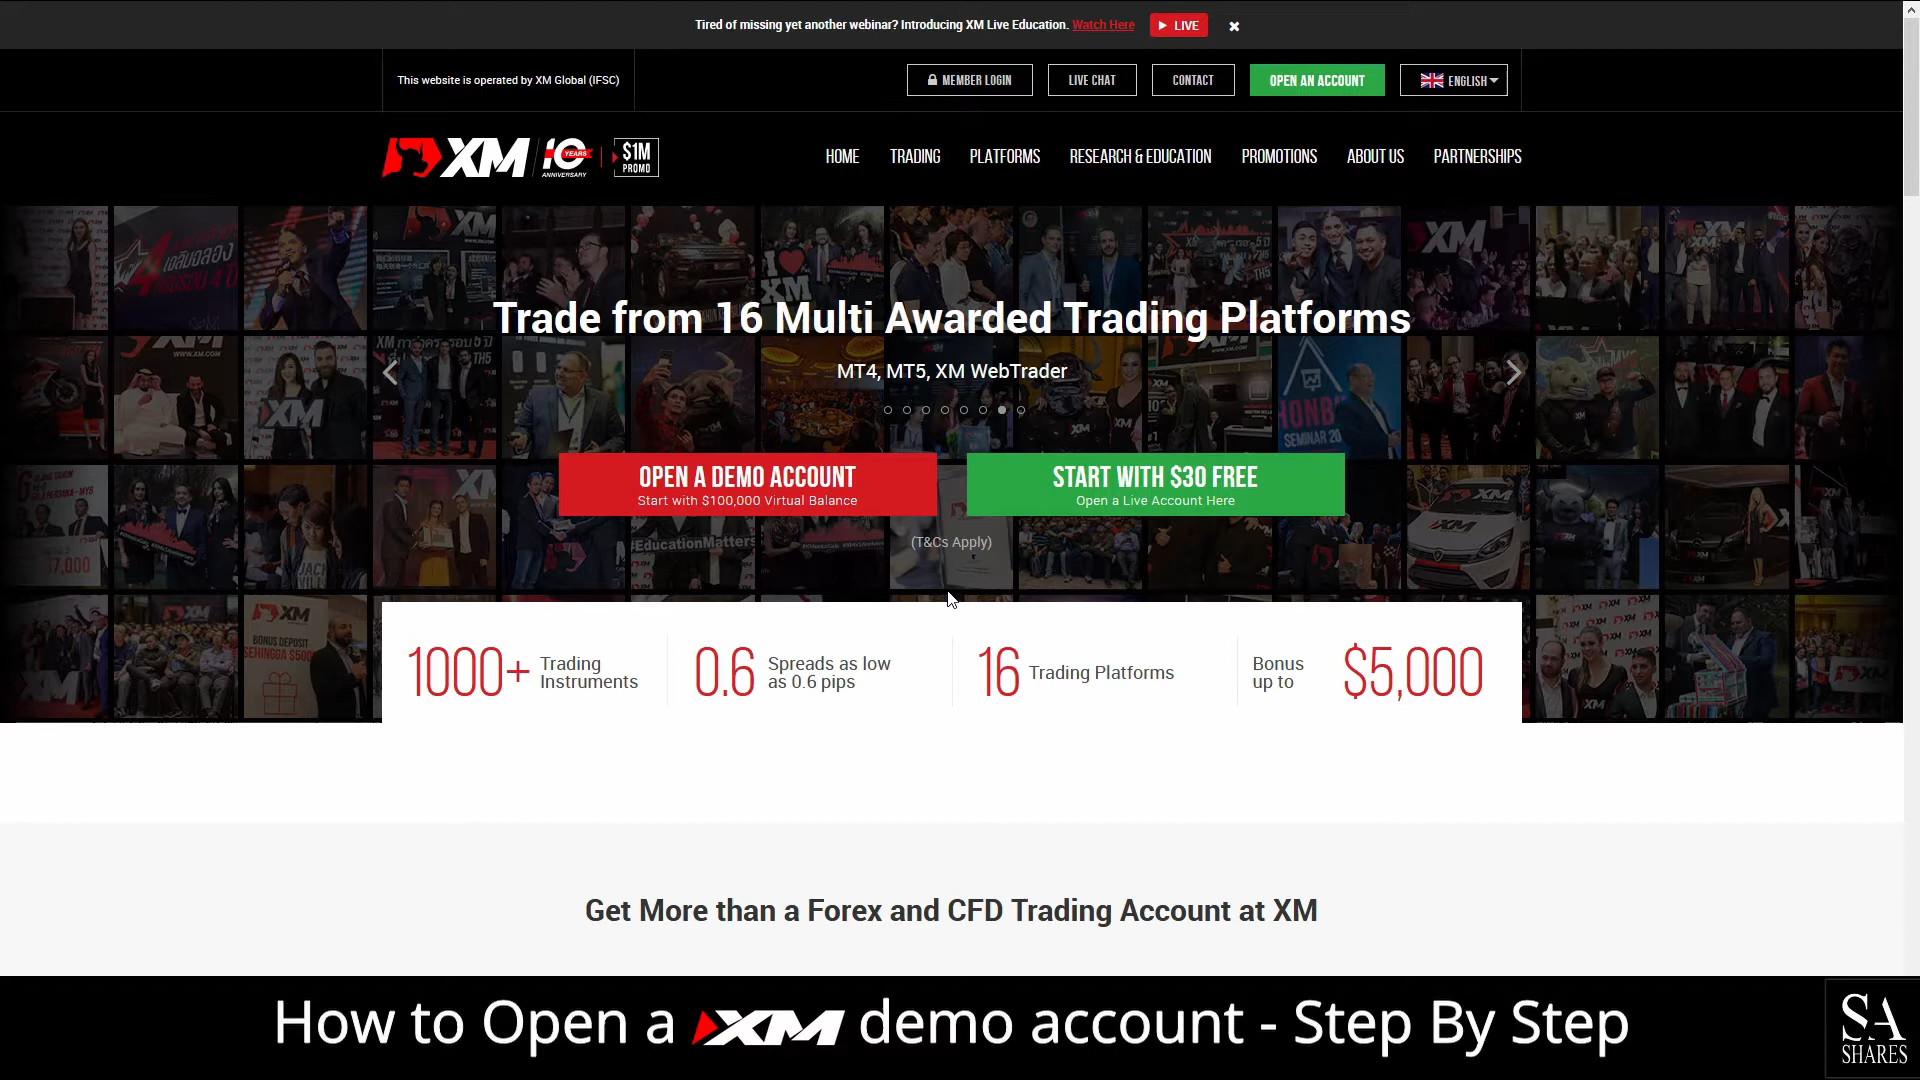 Tired of missing yet another webinar? Introducing XM Live Education. Watch Here LIVE
This website is operated by XM Global (IFSC)
MEMBER LOGIN
LIVE CHAT
CONTACT
OPEN AN ACCOUNT
ENGLISH
XM
10 YEARS
ANNIVERSARY
$1M
PROMO
HOME
TRADING
PLATFORMS
RESEARCH & EDUCATION
PROMOTIONS
ABOUT US
PARTNERSHIPS
Trade from 16 Multi Awarded Trading Platforms
MT4, MT5, XM WebTrader
OPEN A DEMO ACCOUNT
Start with $100,000 Virtual Balance
START WITH $30 FREE
Open a Live Account Here
#EducationMatters
(T&Cs Apply)
1000+ Trading
Instruments
0.6 Spreads as low
as 0.6 pips
16 Trading Platforms
Bonus
up to $5,000
Get More than a Forex and CFD Trading Account at XM
How to Open a XM demo account - Step By Step
SA
SHARES